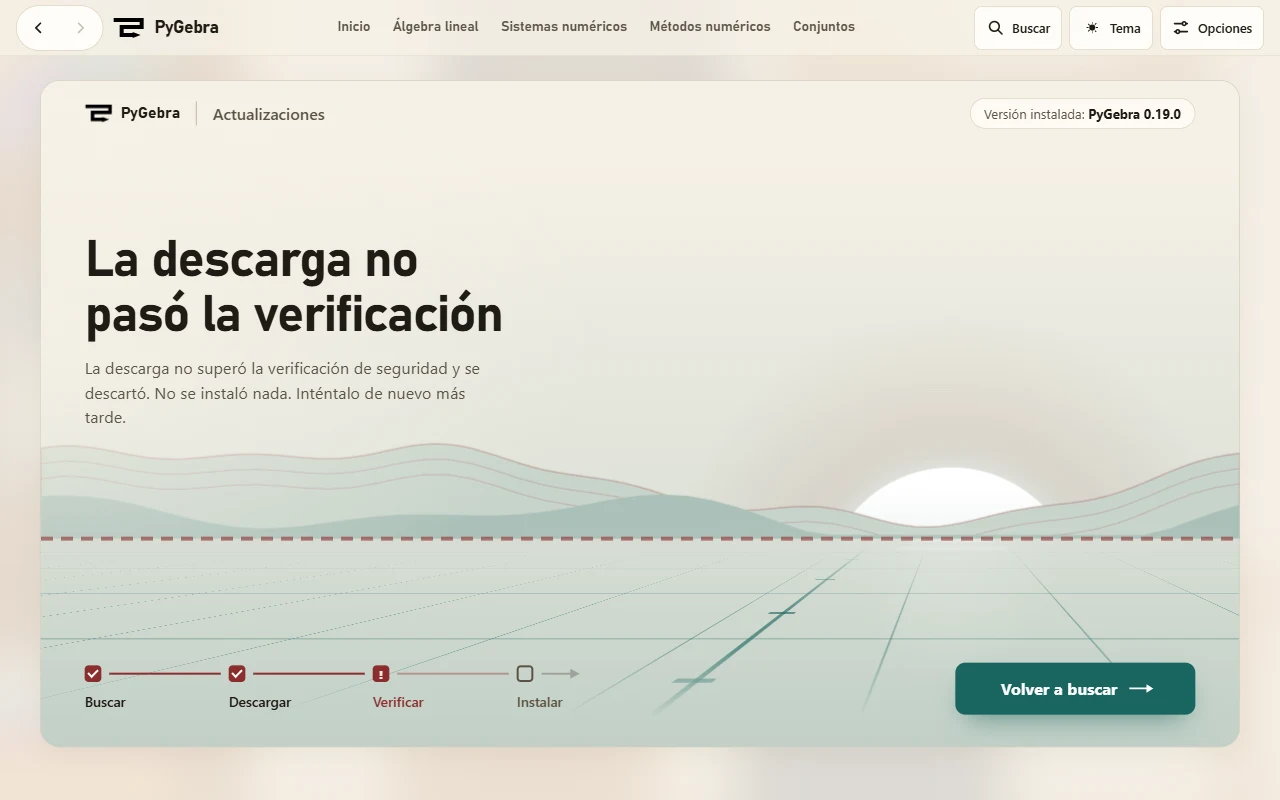 PyGebra
Inicio
Álgebra lineal
Sistemas numéricos
Métodos numéricos
Conjuntos
Buscar
Tema
Opciones
PyGebra
Actualizaciones
Versión instalada: PyGebra 0.19.0
La descarga no
pasó la verificación
La descarga no superó la verificación de seguridad y se
descartó. No se instaló nada. Inténtalo de nuevo más
tarde.
Buscar
Descargar
Verificar
Instalar
Volver a buscar